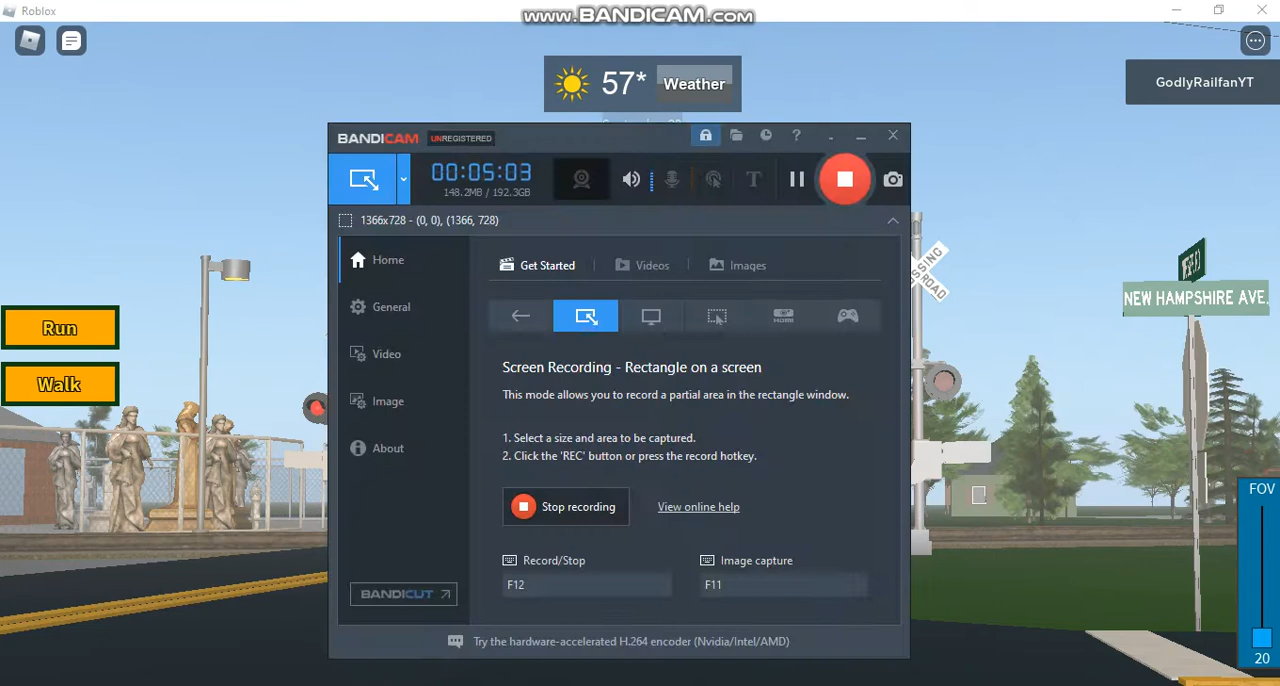 Roblox
www.BANDICAM.com
57*
Weather
GodlyRailfanYT
BANDICAM
UNREGISTERED
?
00:05:03
148.2MB / 192.3GB
T
1366x728 - (0, 0), (1366, 728)
Home
General
Video
Image
About
BANDICUT
Get Started
Videos
Images
HDMI
Screen Recording - Rectangle on a screen
This mode allows you to record a partial area in the rectangle window.
1. Select a size and area to be captured.
2. Click the 'REC' button or press the record hotkey.
Stop recording
View online help
Record/Stop
F12
Image capture
F11
Try the hardware-accelerated H.264 encoder (Nvidia/Intel/AMD)
Run
Walk
NEW HAMPSHIRE AVE.
FOV
20